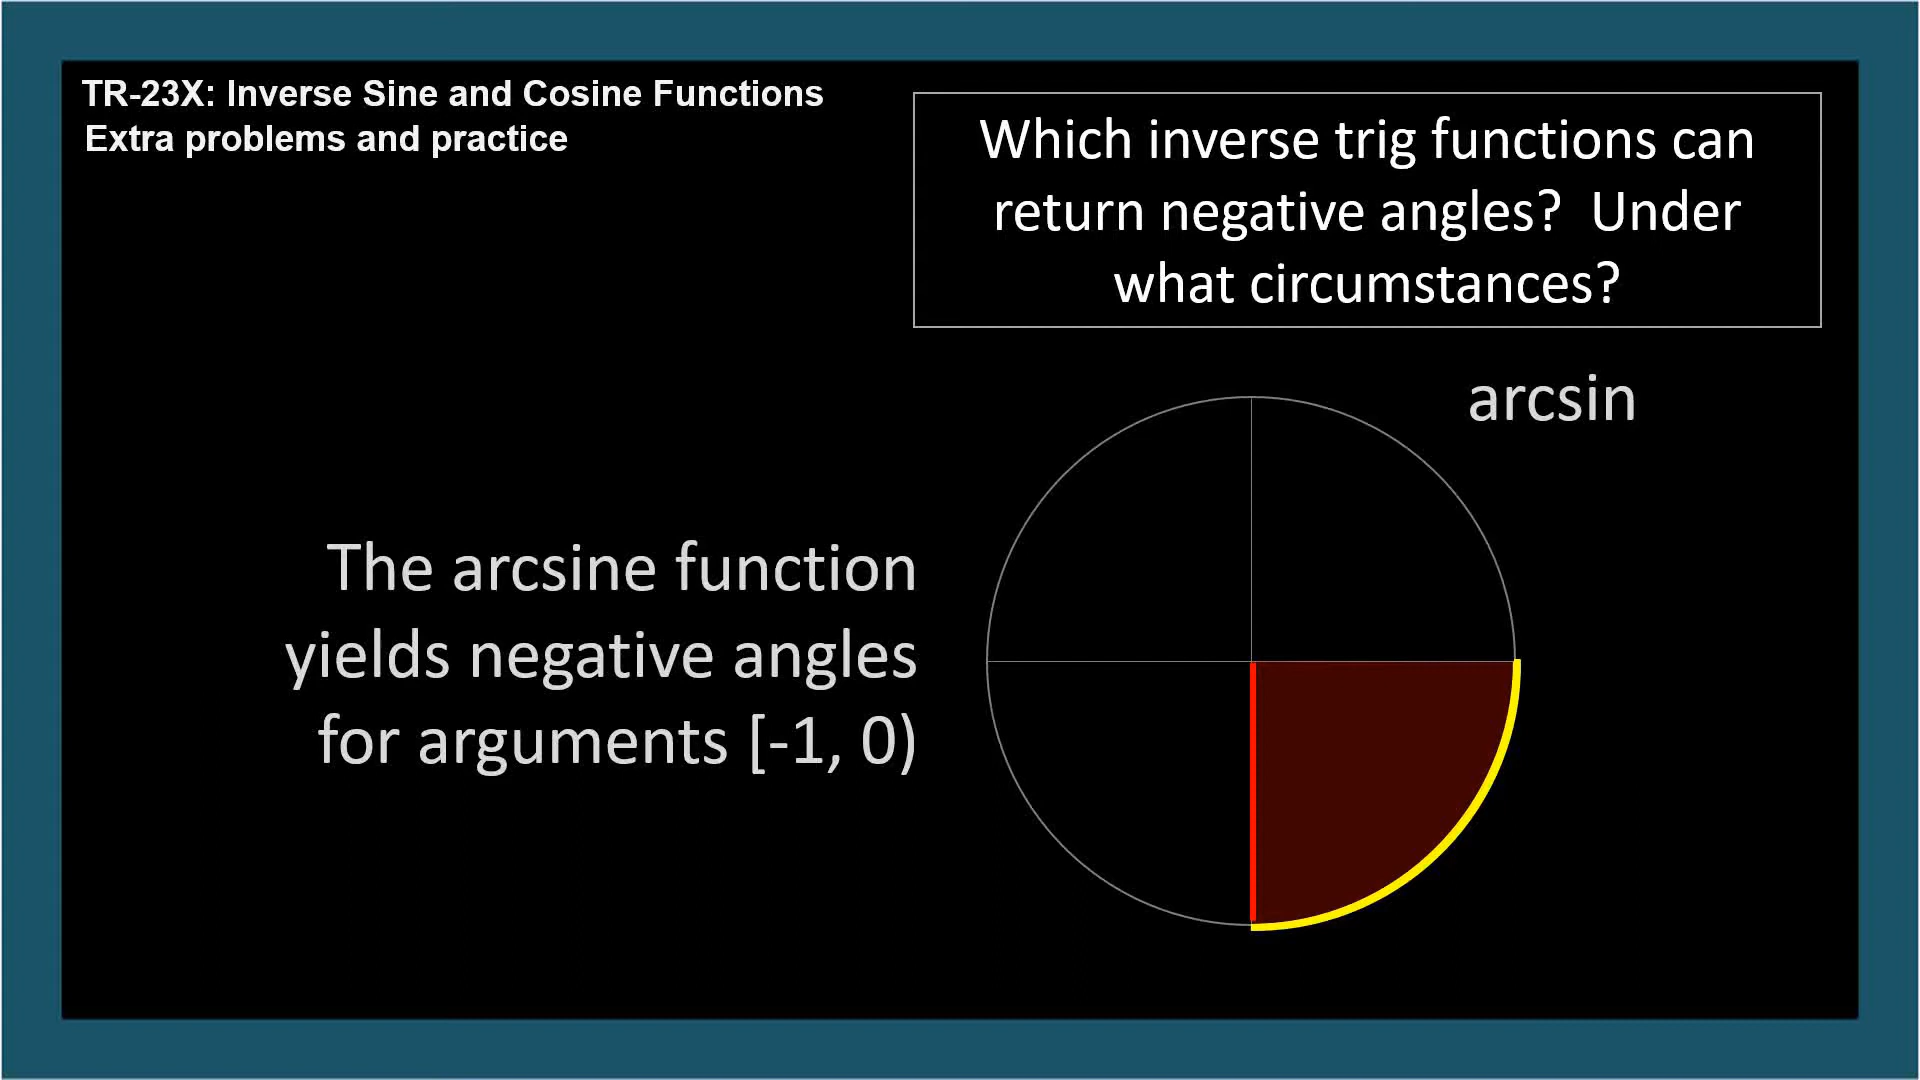 TR-23X: Inverse Sine and Cosine Functions
Extra problems and practice
Which inverse trig functions can
return negative angles?  Under
what circumstances?
arcsin
The arcsine function
yields negative angles
for arguments [-1, 0)